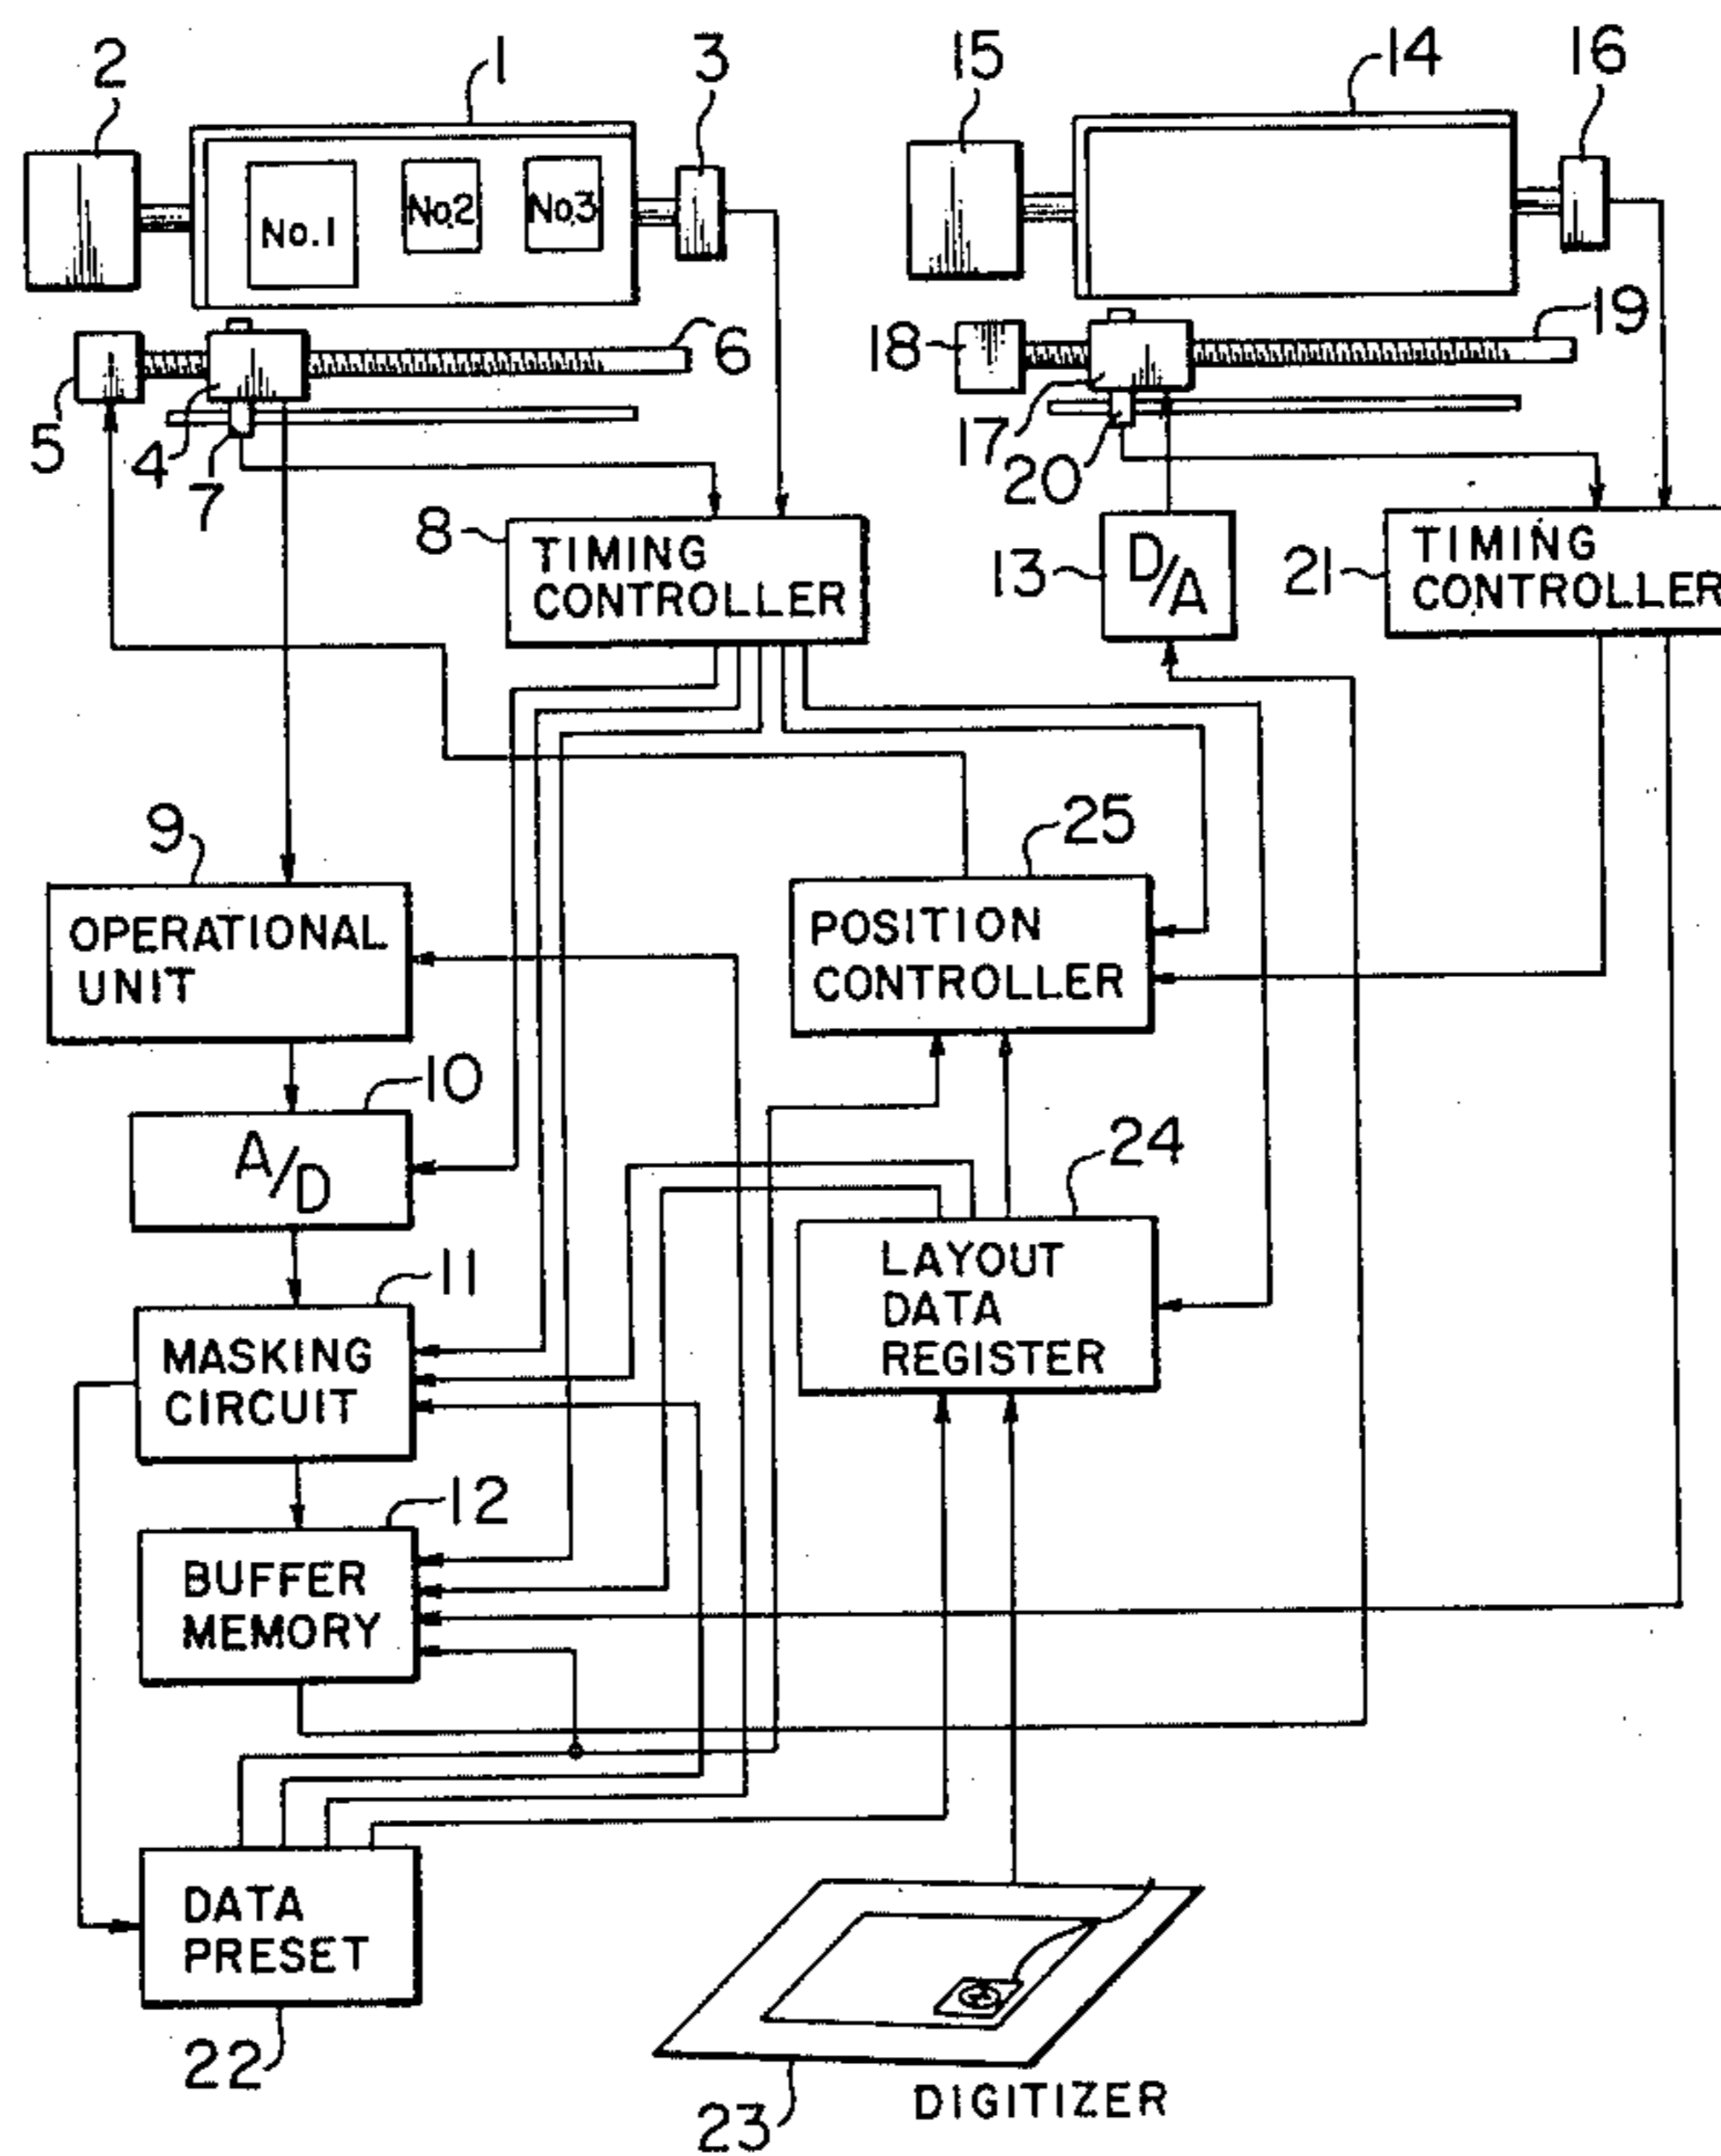 2
1
3
15
14
16
No.1
No.2
No.3
5
4
7
6
18
17
20
19
8
TIMING
CONTROLLER
13
D/A
21
TIMING
CONTROLLER
9
OPERATIONAL
UNIT
25
POSITION
CONTROLLER
10
A/D
24
LAYOUT
DATA
REGISTER
11
MASKING
CIRCUIT
12
BUFFER
MEMORY
DATA
PRESET
22
23
DIGITIZER